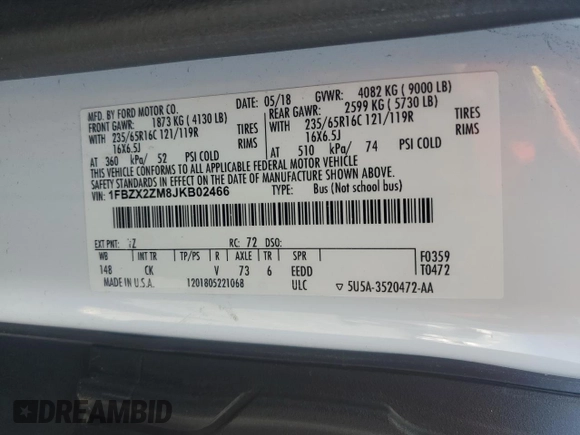 MFD. BY FORD MOTOR CO. DATE: 05/18 GVWR: 4082 KG ( 9000 LB)
FRONT GAWR: 1873 KG ( 4130 LB) REAR GAWR: 2599 KG ( 5730 LB)
WITH 235/65R16C 121/119R TIRES WITH 235/65R16C 121/119R TIRES
16X6.5J RIMS 16X6.5J RIMS
AT 360 kPa/ 52 PSI COLD AT 510 kPa/ 74 PSI COLD
THIS VEHICLE CONFORMS TO ALL APPLICABLE FEDERAL MOTOR VEHICLE
SAFETY STANDARDS IN EFFECT ON THE DATE OF MANUFACTURE SHOWN ABOVE.
VIN: 1FBZX2ZM8JKB02466 TYPE: Bus (Not school bus)
EXT PNT: YZ RC: 72 DSO:
WB INT TR TP/PS R AXLE TR SPR F0359
148 CK V 73 6 EEDD T0472
MADE IN U.S.A. 1201805221068 ULC ▽ 5U5A-3520472-AA
DREAMBID